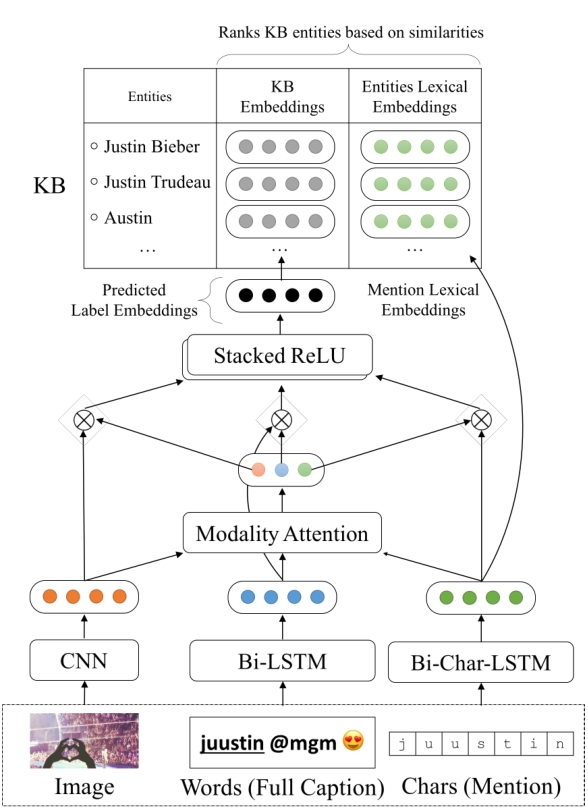 Ranks KB entities based on similarities
Entities
KB
Embeddings
Entities Lexical
Embeddings
KB
Justin Bieber
Justin Trudeau
Austin
… … …
Predicted
Label Embeddings
Mention Lexical
Embeddings
Stacked ReLU
Modality Attention
CNN
Bi-LSTM
Bi-Char-LSTM
juustin @mgm 😍
j u u s t i n
Image
Words (Full Caption)
Chars (Mention)